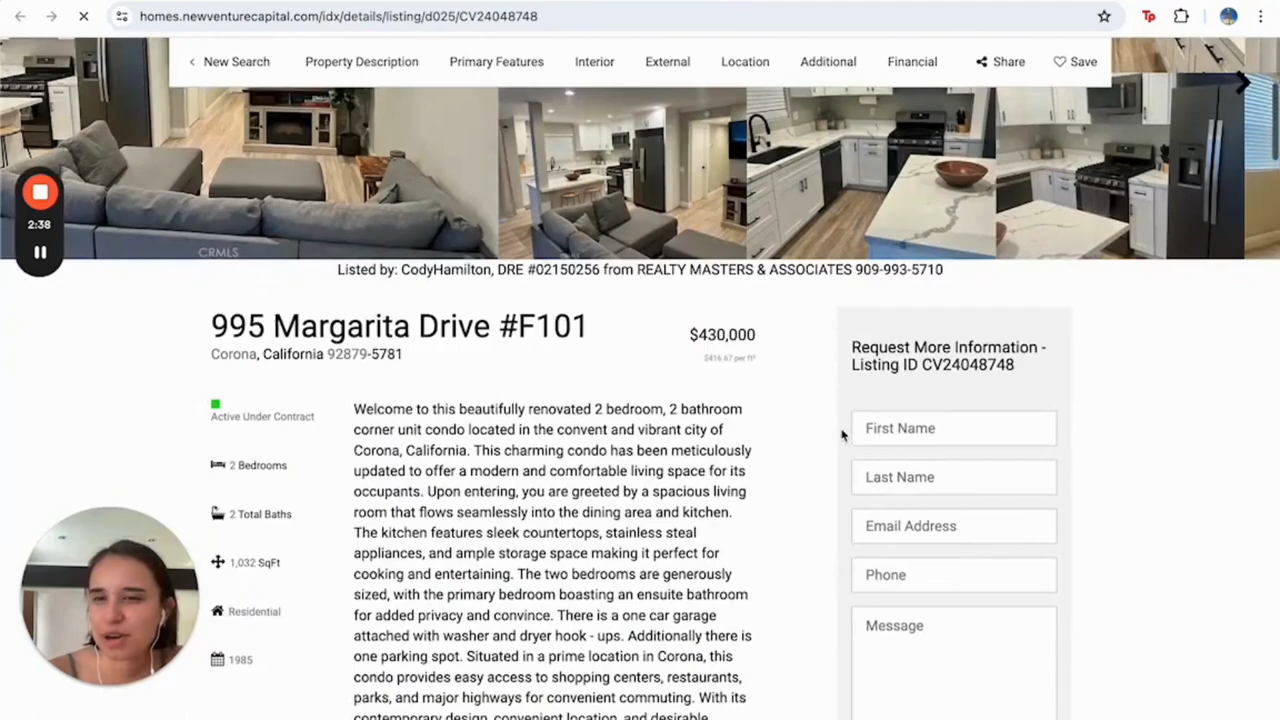 homes.newventurecapital.com/idx/details/listing/d025/CV24048748
Tp
New Search Property Description Primary Features Interior External Location Additional Financial Share Save
2:38
CRMLS
Listed by: CodyHamilton, DRE #02150256 from REALTY MASTERS & ASSOCIATES 909-993-5710
995 Margarita Drive #F101
$430,000
Corona, California 92879-5781
$416.67 per ft²
Active Under Contract
2 Bedrooms
2 Total Baths
1,032 SqFt
Residential
1985
Welcome to this beautifully renovated 2 bedroom, 2 bathroom
corner unit condo located in the convent and vibrant city of
Corona, California. This charming condo has been meticulously
updated to offer a modern and comfortable living space for its
occupants. Upon entering, you are greeted by a spacious living
room that flows seamlessly into the dining area and kitchen.
The kitchen features sleek countertops, stainless steal
appliances, and ample storage space making it perfect for
cooking and entertaining. The two bedrooms are generously
sized, with the primary bedroom boasting an ensuite bathroom
for added privacy and convince. There is a one car garage
attached with washer and dryer hook - ups. Additionally there is
one parking spot. Situated in a prime location in Corona, this
condo provides easy access to shopping centers, restaurants,
parks, and major highways for convenient commuting. With its
contemporary design, convenient location, and desirable
Request More Information -
Listing ID CV24048748
First Name
Last Name
Email Address
Phone
Message